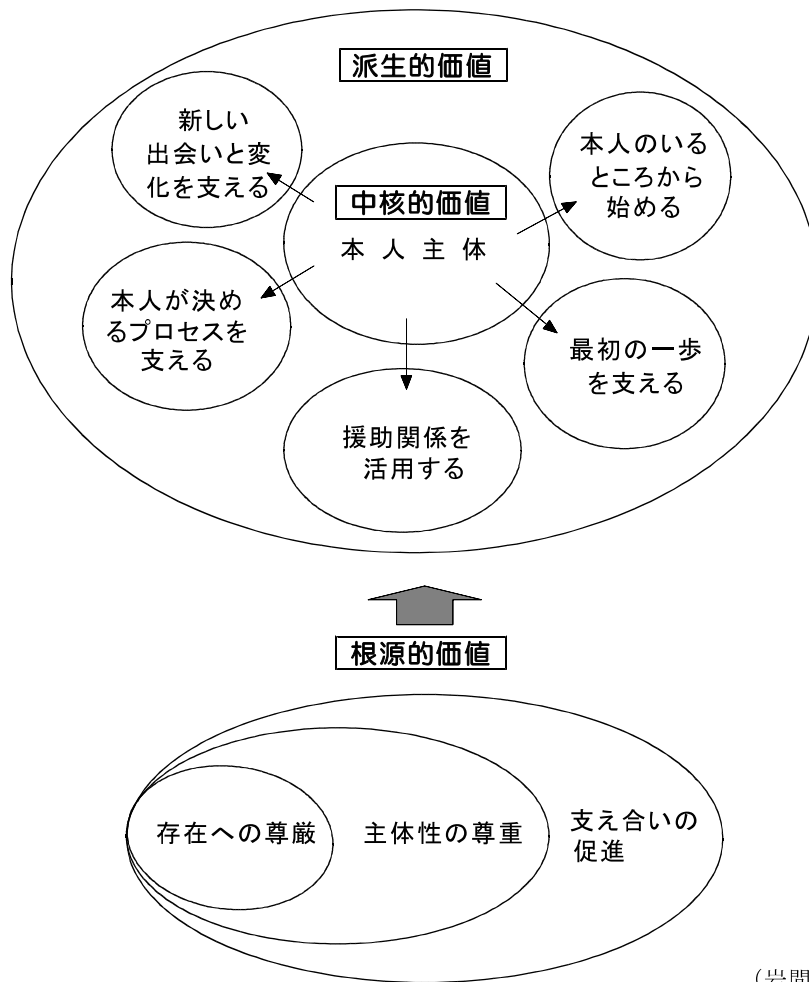 派生的価値
新しい
出会いと変
化を支える
本人のいる
ところから
始める
中核的価値
本人主体
本人が決め
るプロセスを
支える
最初の一歩
を支える
援助関係を
活用する
根源的価値
存在への尊厳
主体性の尊重
支え合いの
促進
（岩間